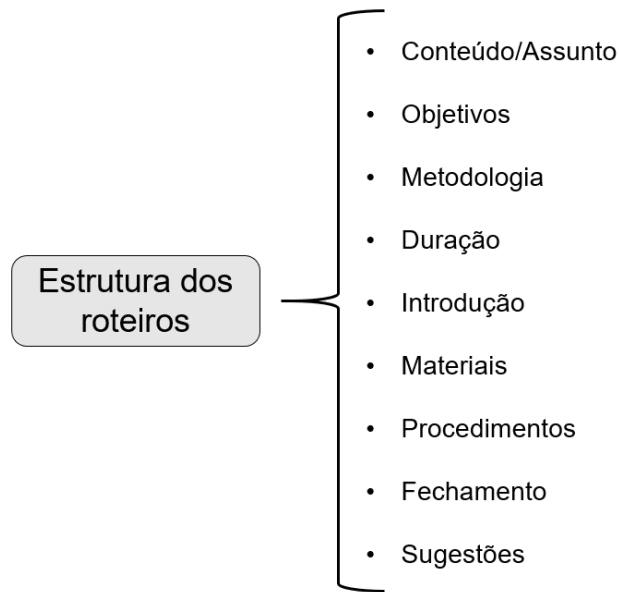 Estrutura dos
roteiros
• Conteúdo/Assunto
• Objetivos
• Metodologia
• Duração
• Introdução
• Materiais
• Procedimentos
• Fechamento
• Sugestões